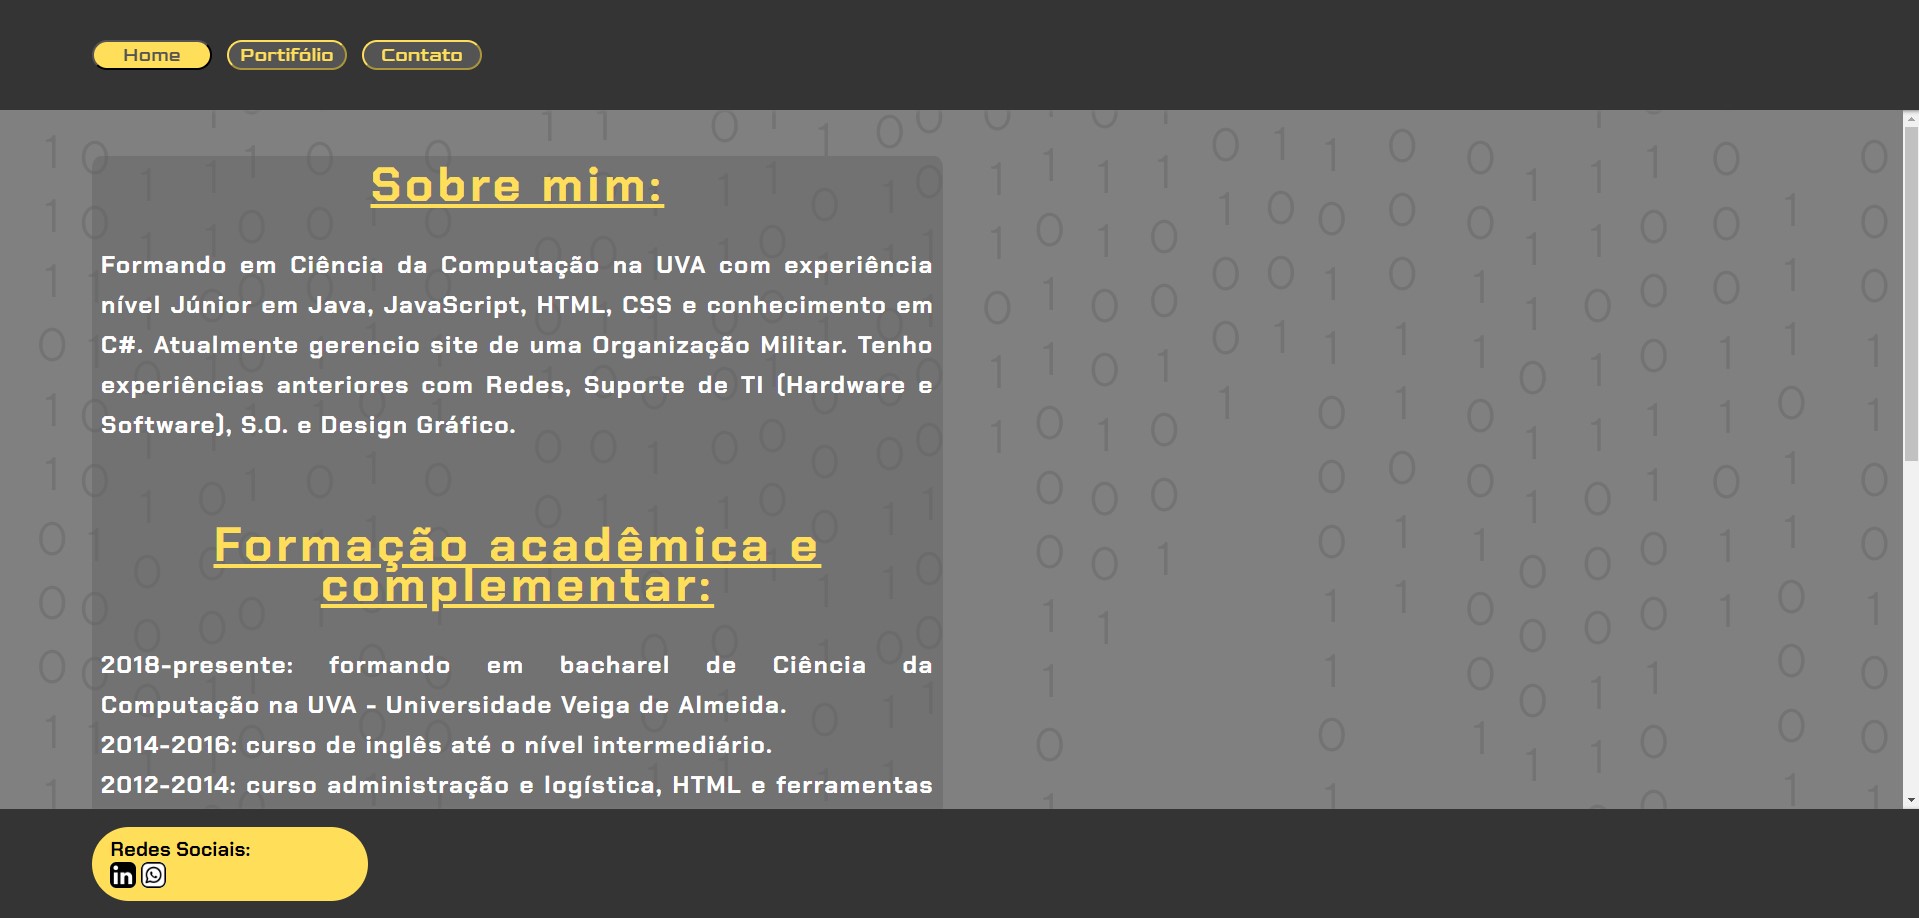 Home
Portifólio
Contato
Sobre mim:
Formando em Ciência da Computação na UVA com experiência
nível Júnior em Java, JavaScript, HTML, CSS e conhecimento em
C#. Atualmente gerencio site de uma Organização Militar. Tenho
experiências anteriores com Redes, Suporte de TI (Hardware e
Software), S.O. e Design Gráfico.
Formação acadêmica e
complementar:
2018-presente: formando em bacharel de Ciência da
Computação na UVA - Universidade Veiga de Almeida.
2014-2016: curso de inglês até o nível intermediário.
2012-2014: curso administração e logística, HTML e ferramentas
Redes Sociais:
in